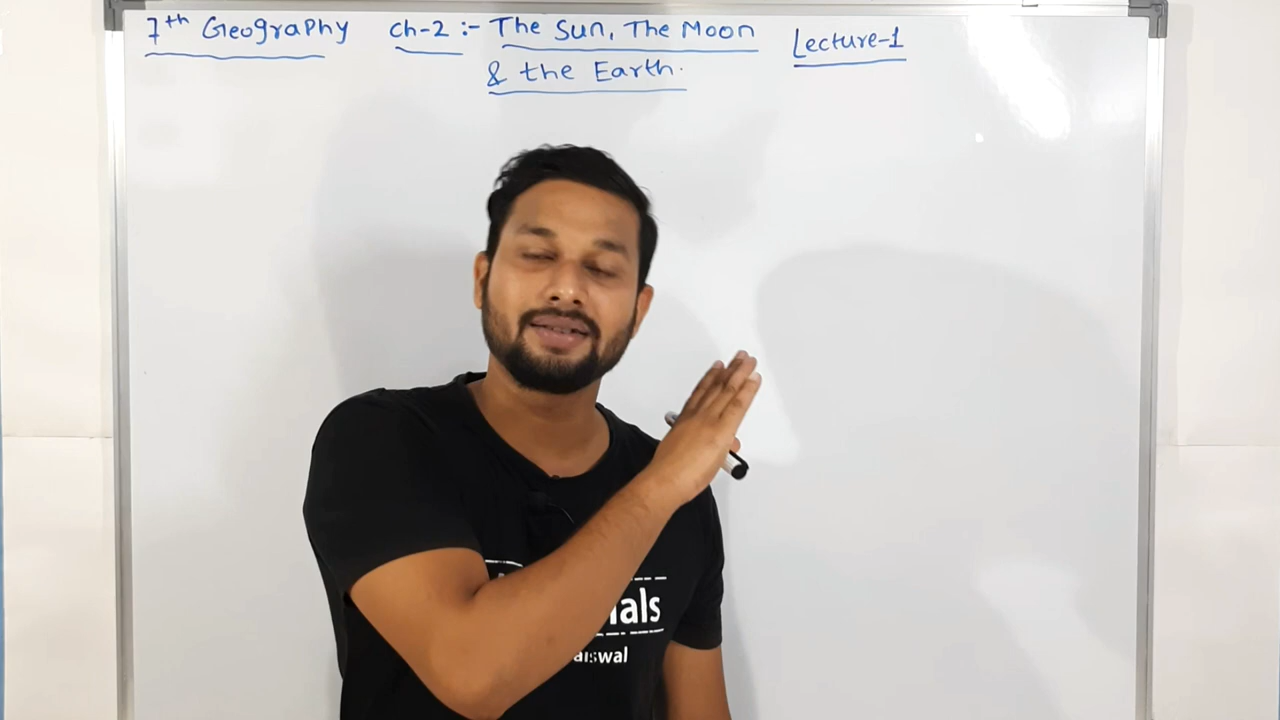 7th Geography Ch-2 :- The Sun, The Moon Lecture-1
& the Earth.